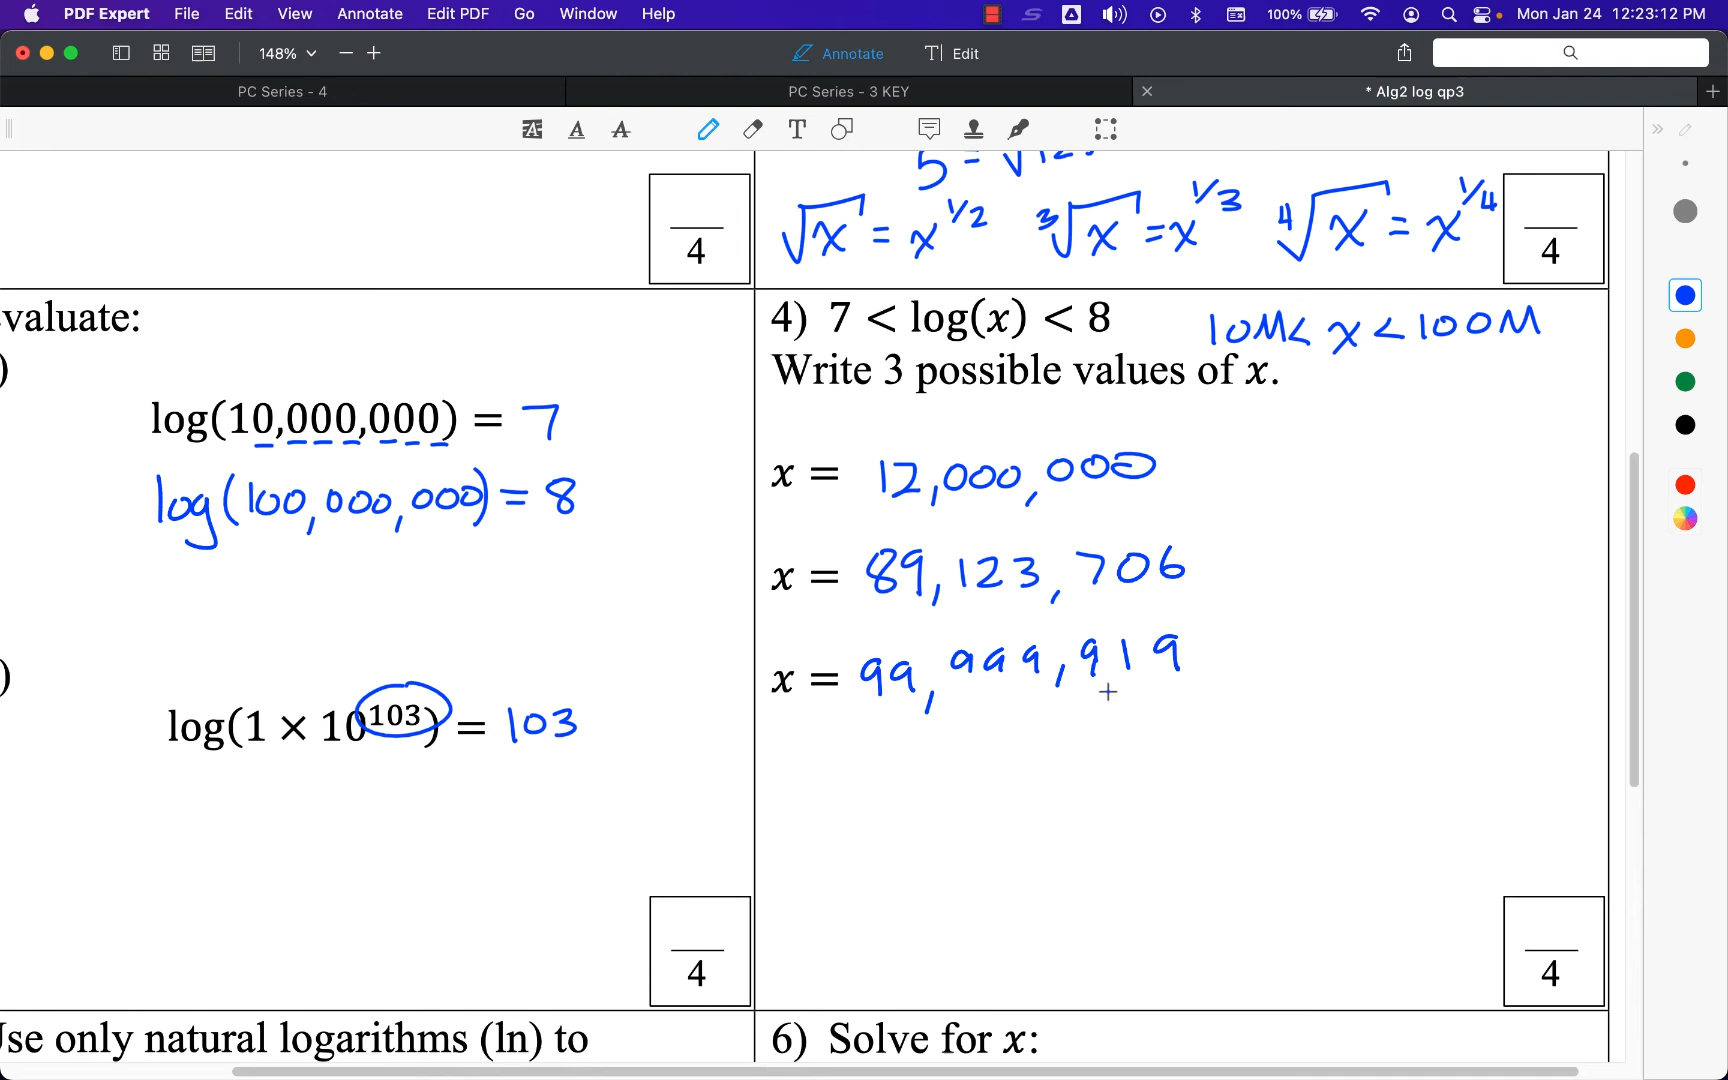 PDF Expert File Edit View Annotate Edit PDF Go Window Help 100% Mon Jan 24 12:23:12 PM
148% Annotate T Edit
PC Series - 4 PC Series - 3 KEY * Alg2 log qp3
A A A T
5 =
√x = x^1/2 ³√x = x^1/3 ⁴√x = x^1/4
4
4
valuate:
)
log(10,000,000) = 7
log(100,000,000) = 8
)
log(1 × 10^103) = 103
4
4) 7 < log(x) < 8 10M < x < 100M
Write 3 possible values of x.
x = 12,000,000
x = 89,123,706
x = 99,999,919
4
se only natural logarithms (ln) to
6) Solve for x: